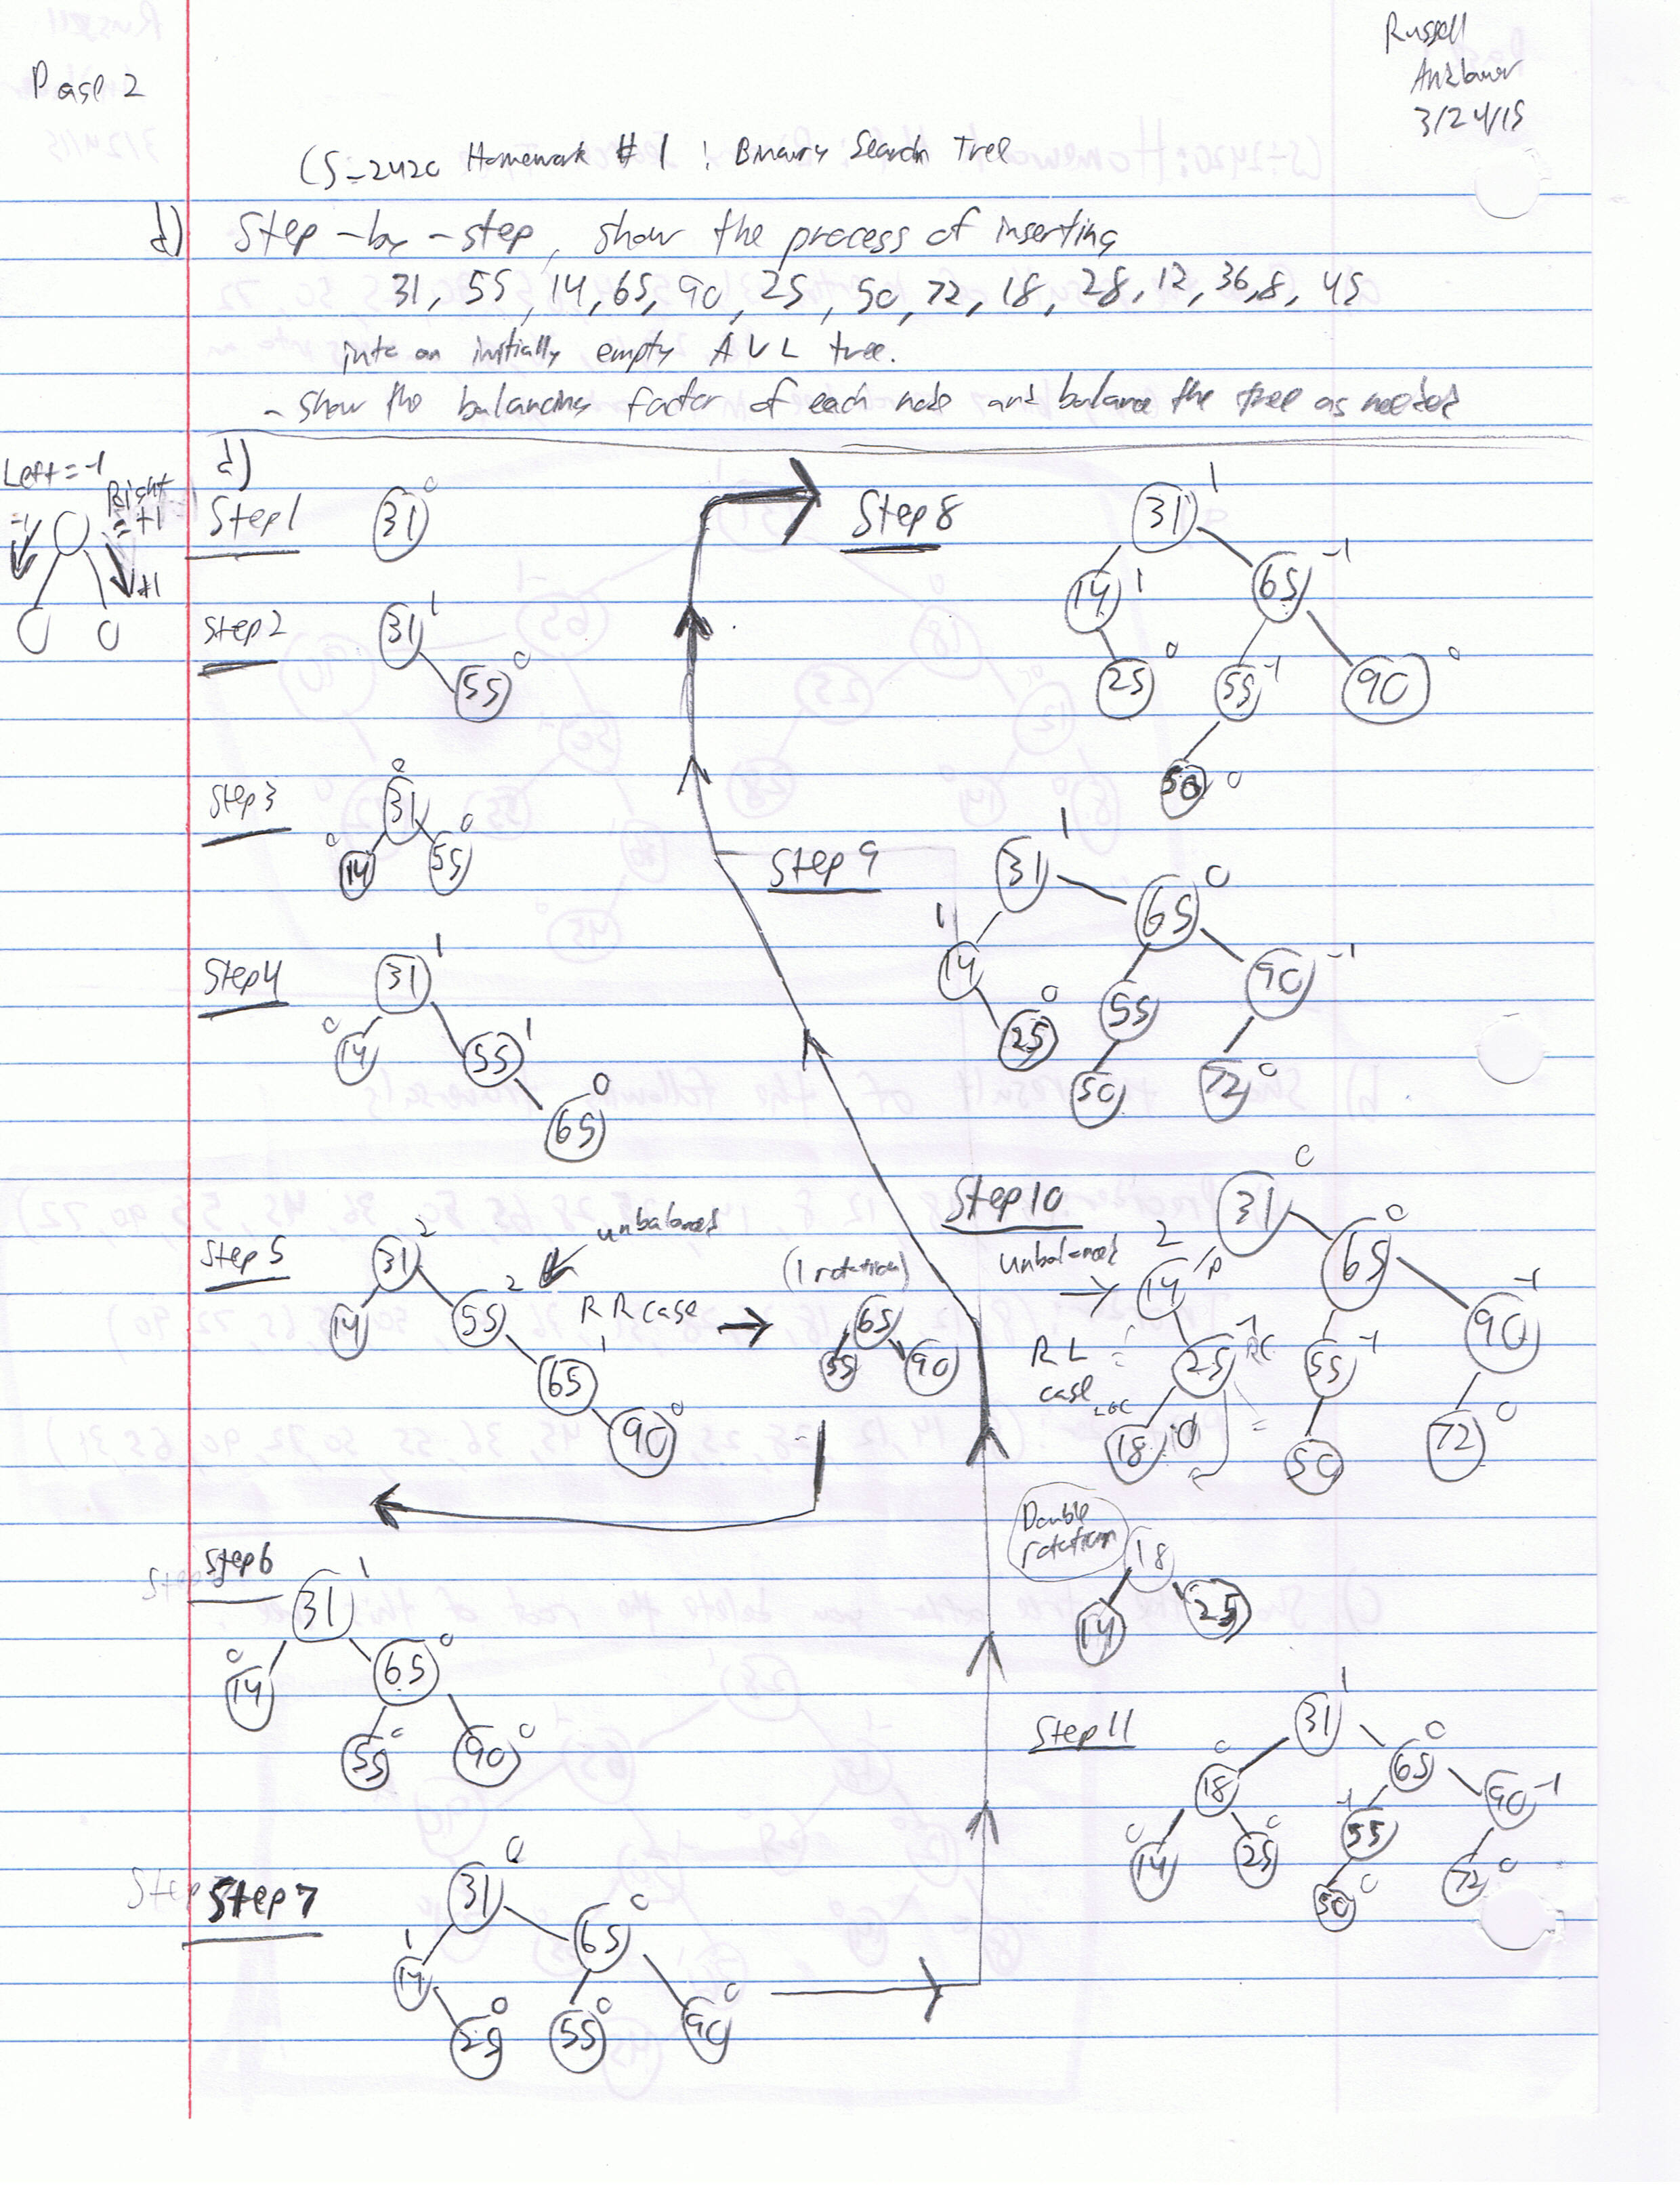 Page 2
Russell
3/24/15
CS-2420 Homework #1 : Binary Search Tree
d) Step-by-step, show the process of inserting
31, 55, 14, 65, 90, 25, 50, 72, 18, 28, 12, 36, 8, 45
into an initially empty AVL tree.
- show the balancing factor of each node and balance the tree as needed
d)
Left = -1
Right = +1
-1
+1
Step 1
31 0
Step 2
31 1
55 0
Step 3
0
31
0 14 55 0
Step 4
31 1
0 14 55 1
65 0
Step 5
31 2
unbalanced
14 55 2
RR case
65 1
90 0
(1 rotation)
65
55 90
Step 6
31 1
0 14 65 0
55 0 90 0
Step 7
31 0
1 14 65 0
25 0 55 0 90 0
Step 8
31 1
14 1 65 -1
25 0 55 -1 90 0
50 0
Step 9
31 1
1 14 65 0
25 0 55 90 -1
50 72 0
Step 10
31 0
unbalanced
2 14 P 65 0
RL case
25 -1 55 -1 90 -1
18 0 50 72 0
Double rotation
18
14 25
Step 11
31 1
18 0 65 0
0 14 25 0 -1 55 90 -1
50 0 72 0